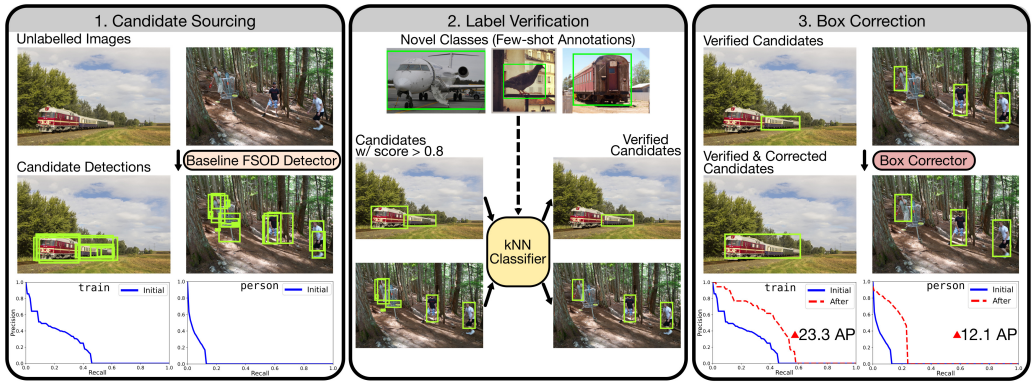 1. Candidate Sourcing
Unlabelled Images
Baseline FSOD Detector
Candidate Detections
train
Initial
person
Initial
1.0
0.8
0.6
0.4
0.2
0.0
Precision
0.0 0.2 0.4 0.6 0.8 1.0
Recall
1.0
0.8
0.6
0.4
0.2
0.0
0.0 0.2 0.4 0.6 0.8 1.0
Recall
2. Label Verification
Novel Classes (Few-shot Annotations)
Candidates
w/ score > 0.8
Verified
Candidates
kNN
Classifier
3. Box Correction
Verified Candidates
Verified & Corrected
Candidates
Box Corrector
train
Initial
After
▲23.3 AP
1.0
0.8
0.6
0.4
0.2
0.0
Precision
0.0 0.2 0.4 0.6 0.8 1.0
Recall
person
Initial
After
▲12.1 AP
1.0
0.8
0.6
0.4
0.2
0.0
0.0 0.2 0.4 0.6 0.8 1.0
Recall